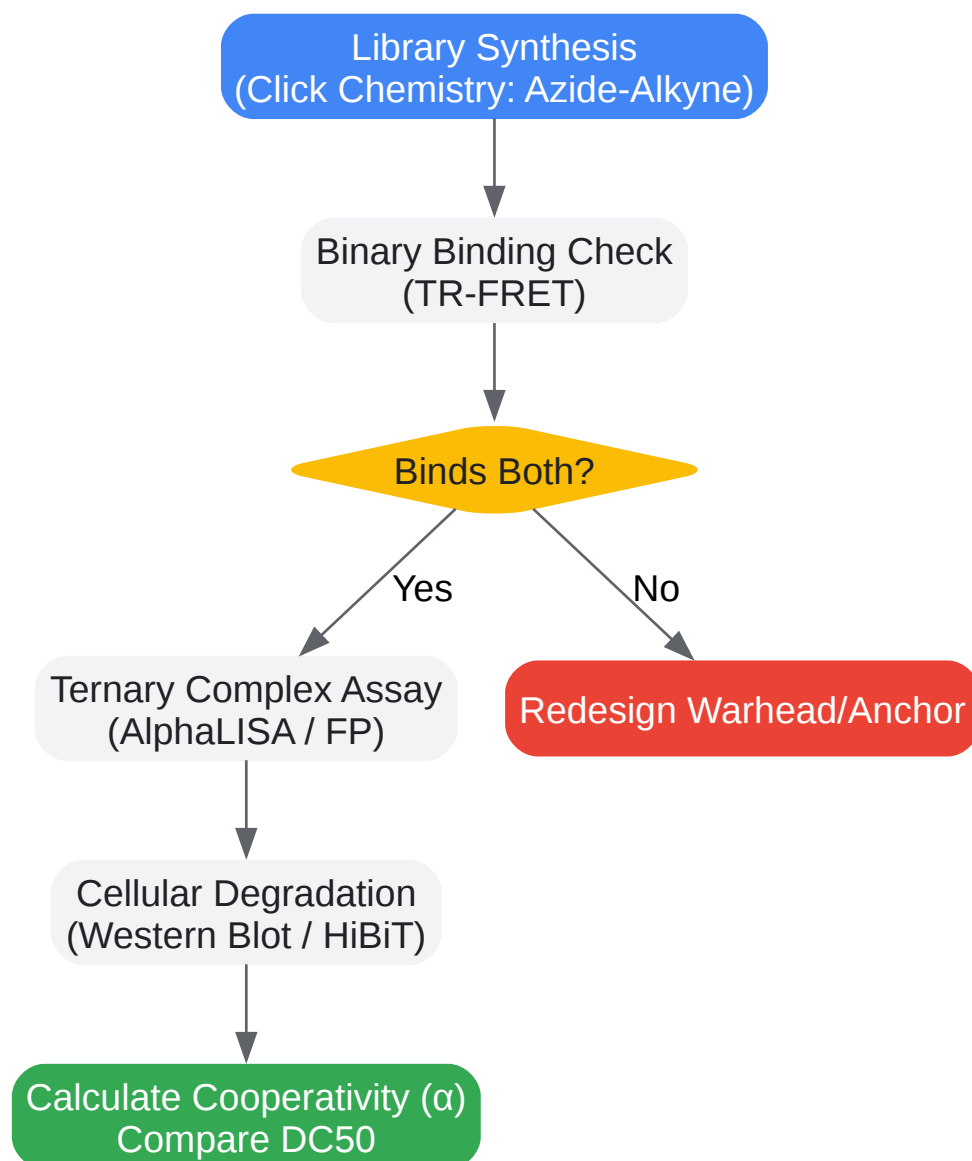 Library Synthesis
(Click Chemistry: Azide-Alkyne)
Binary Binding Check
(TR-FRET)
Binds Both?
Yes
No
Ternary Complex Assay
(AlphaLISA / FP)
Redesign Warhead/Anchor
Cellular Degradation
(Western Blot / HiBiT)
Calculate Cooperativity (α)
Compare DC50